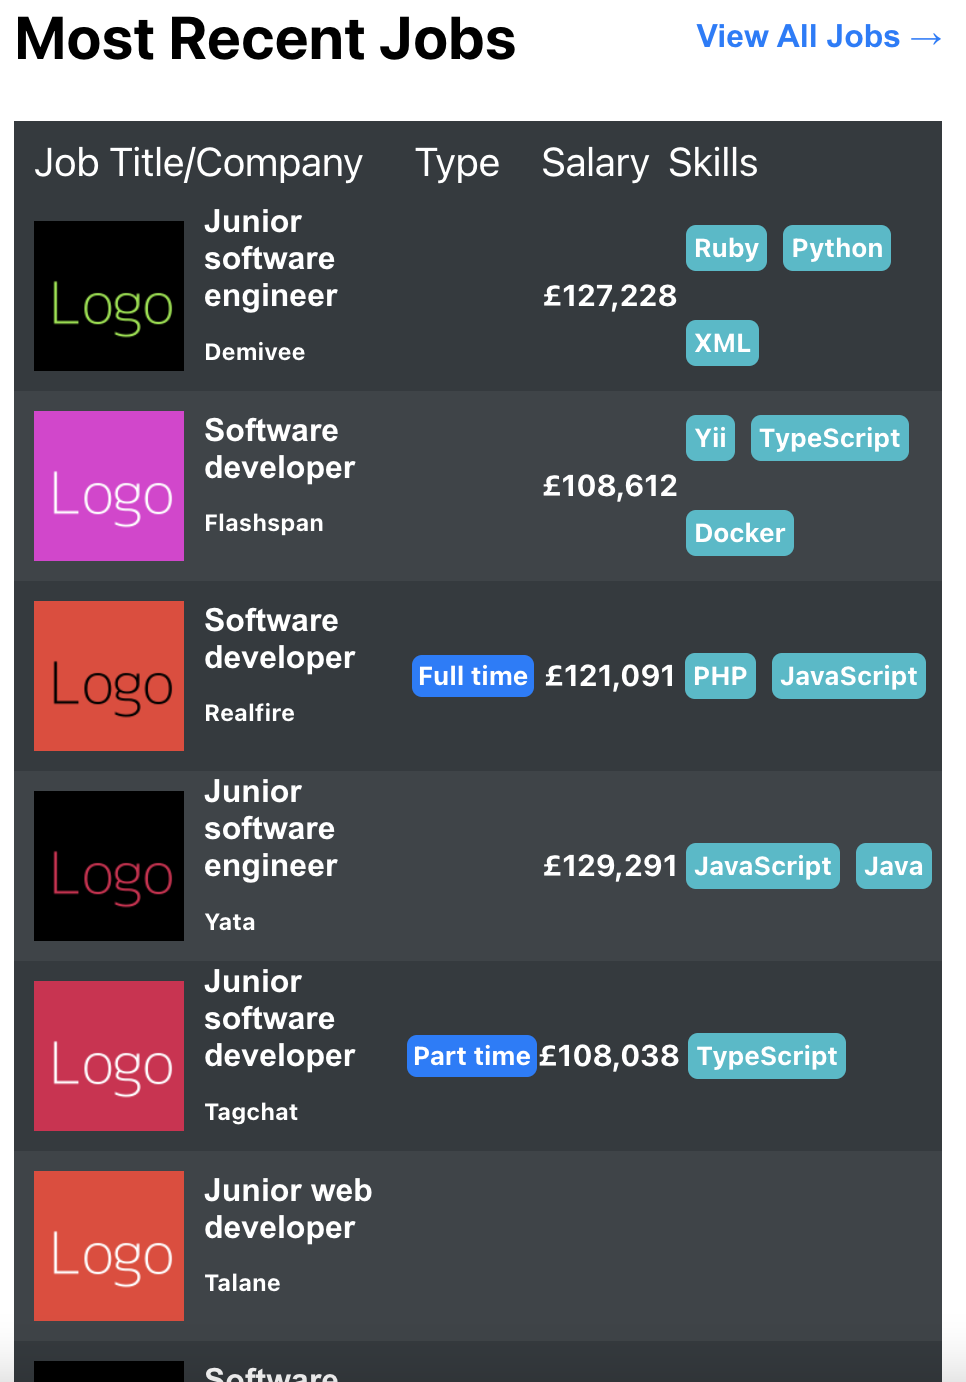 Most Recent Jobs
View All Jobs →
Job Title/Company Type Salary Skills
Logo
Junior
software
engineer
Demivee
£127,228
Ruby Python
XML
Logo
Software
developer
Flashspan
£108,612
Yii TypeScript
Docker
Logo
Software
developer
Realfire
Full time £121,091 PHP JavaScript
Logo
Junior
software
engineer
Yata
£129,291 JavaScript Java
Logo
Junior
software
developer
Tagchat
Part time £108,038 TypeScript
Logo
Junior web
developer
Talane
Software